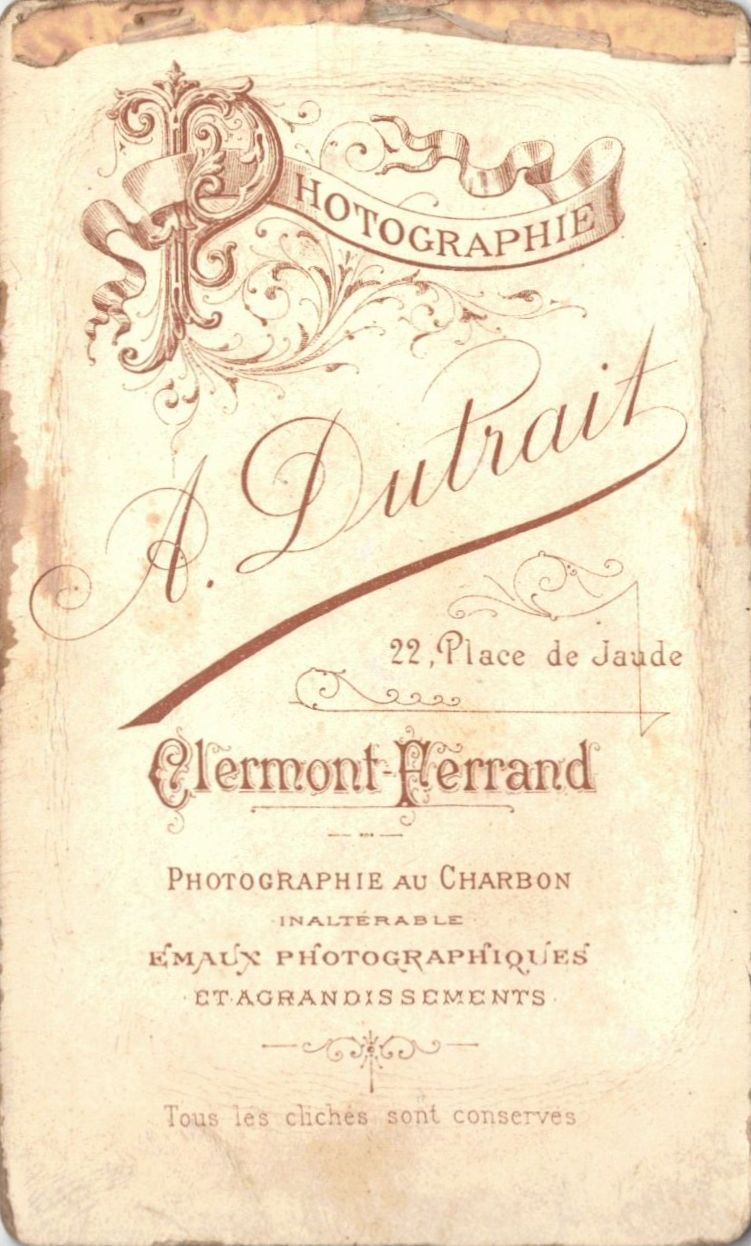 PHOTOGRAPHIE
A. Dutrait
22, Place de Jaude
Clermont-Ferrand
PHOTOGRAPHIE AU CHARBON
INALTÉRABLE
EMAUX PHOTOGRAPHIQUES
ET AGRANDISSEMENTS
Tous les clichés sont conservés